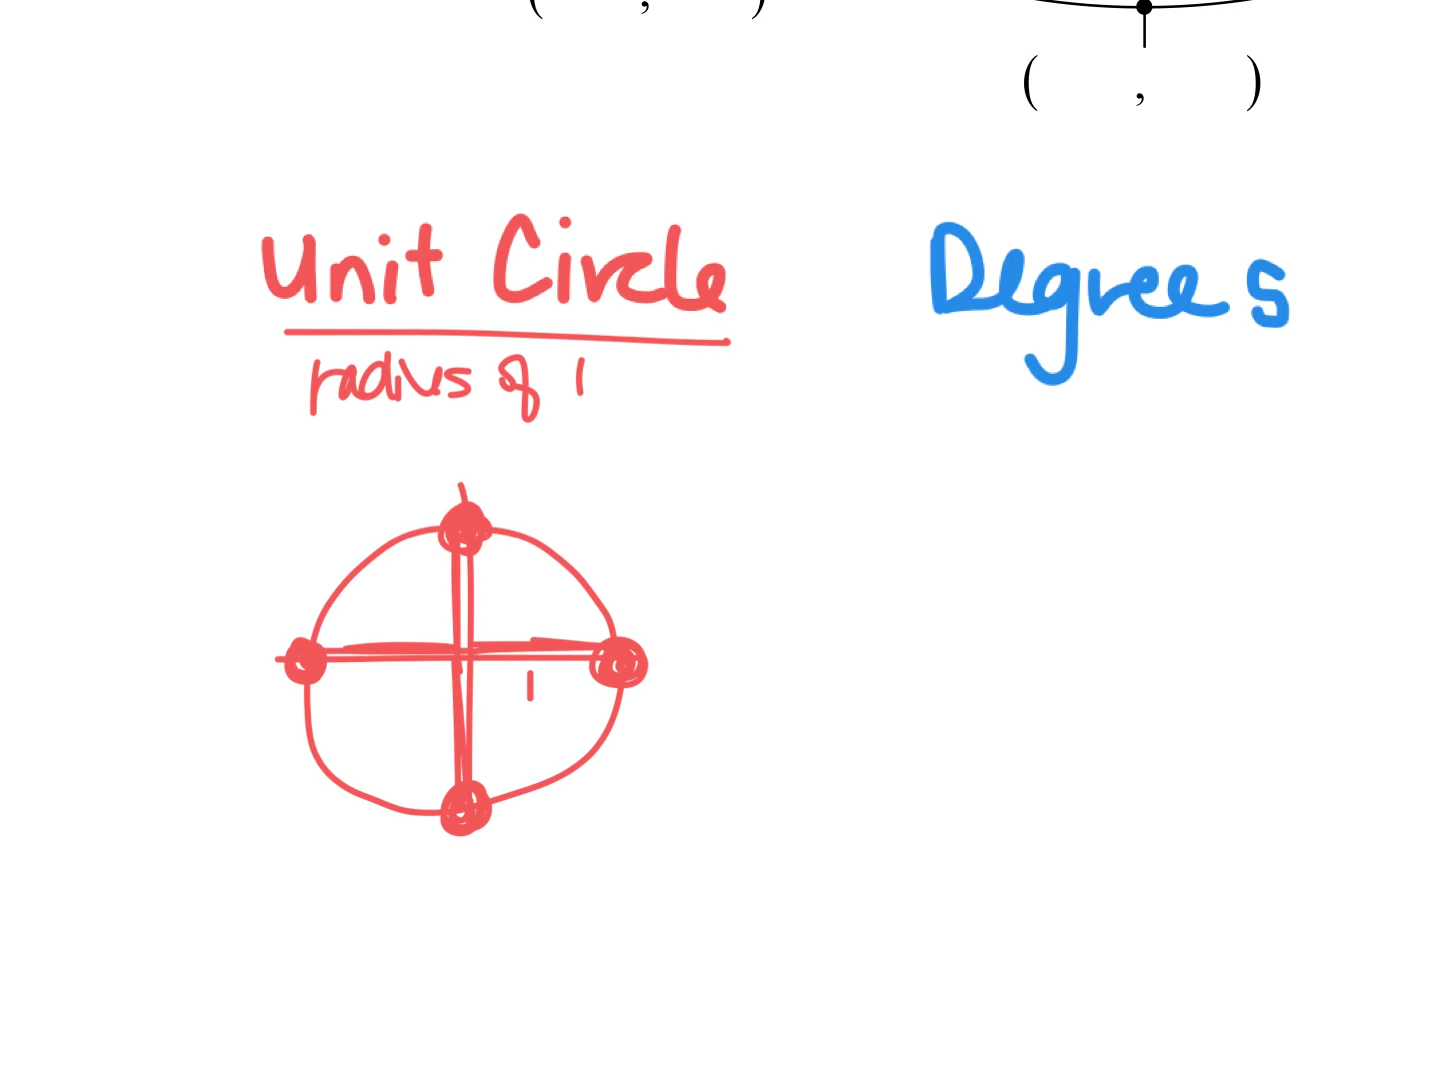 ( , )
( , )
Unit Circle
Degrees
radius of 1
1